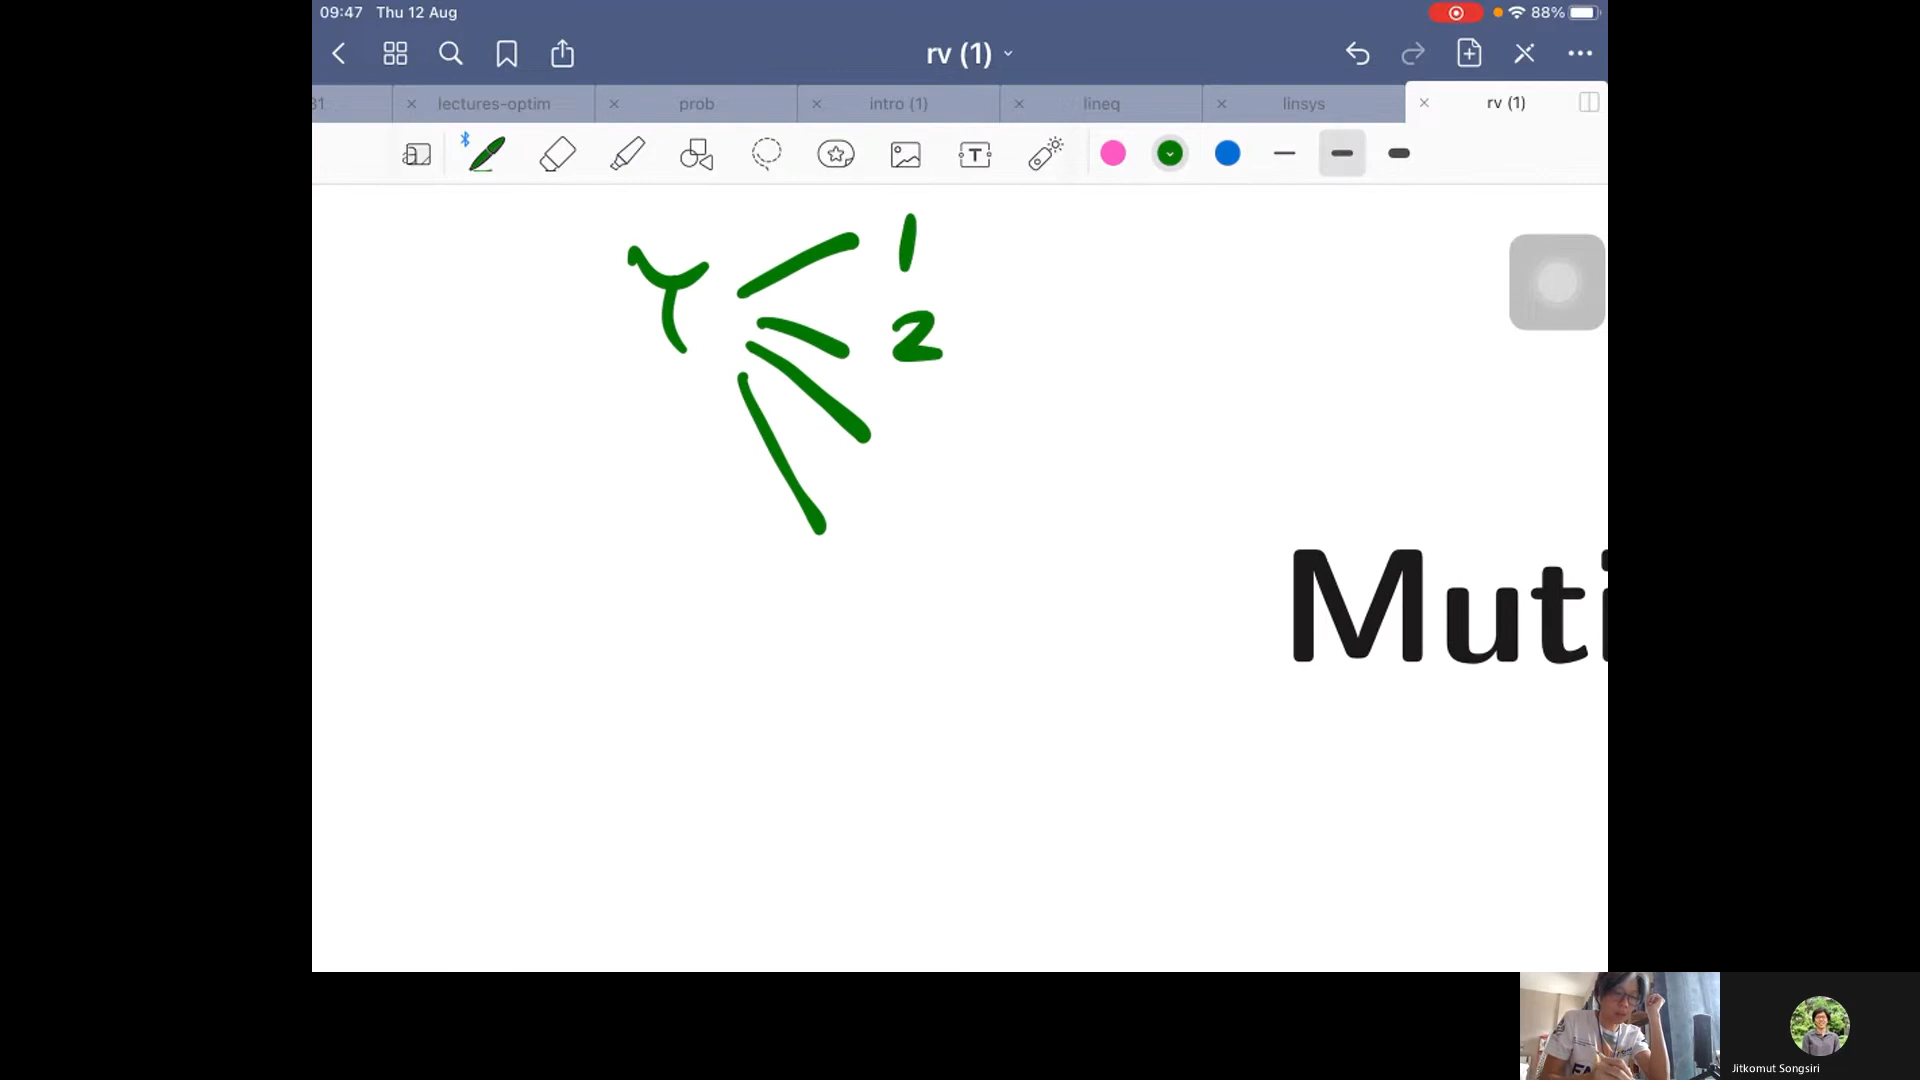 09:47 Thu 12 Aug
88%
rv (1)
31
lectures-optim
prob
intro (1)
lineq
linsys
rv (1)
a
T
Y 1
2
Muti
Jitkomut Songsiri